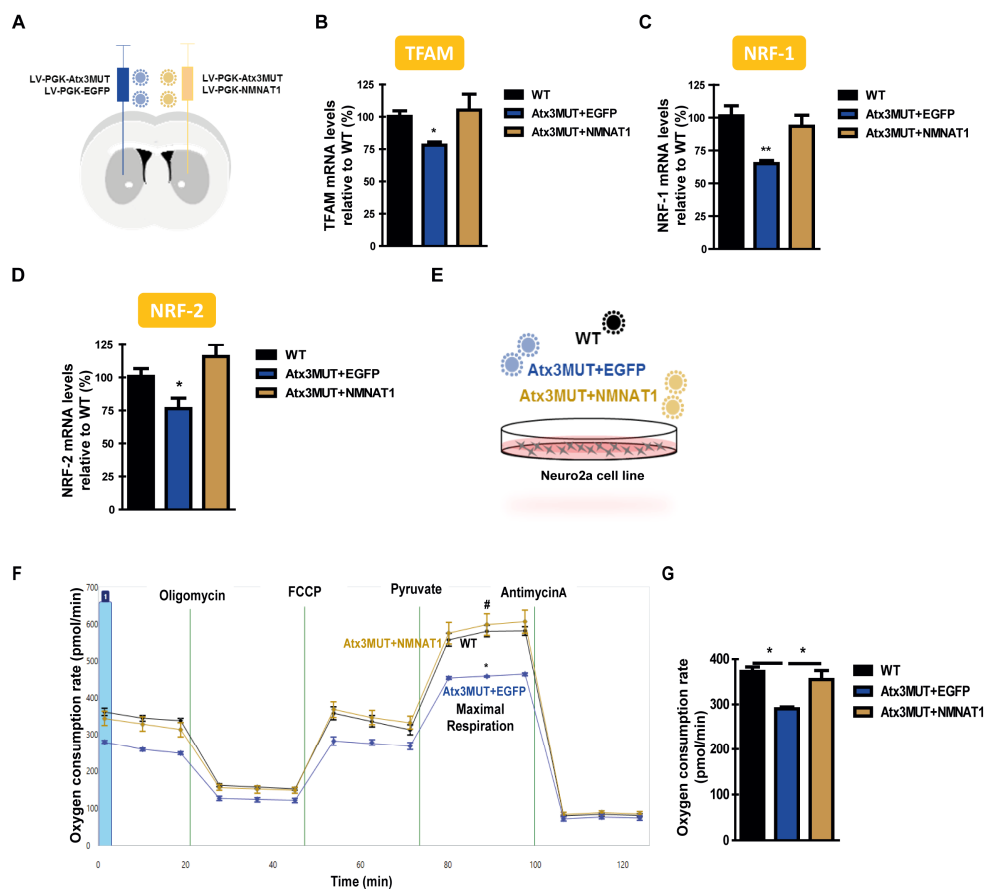 A
LV-PGK-Atx3MUT
LV-PGK-EGFP
LV-PGK-Atx3MUT
LV-PGK-NMNAT1
B
TFAM
TFAM mRNA levels
relative to WT (%)
125
100
75
50
25
0
*
WT
Atx3MUT+EGFP
Atx3MUT+NMNAT1
C
NRF-1
NRF-1 mRNA levels
relative to WT (%)
125
100
75
50
25
0
**
WT
Atx3MUT+EGFP
Atx3MUT+NMNAT1
D
NRF-2
NRF-2 mRNA levels
relative to WT (%)
125
100
75
50
25
0
*
WT
Atx3MUT+EGFP
Atx3MUT+NMNAT1
E
WT
Atx3MUT+EGFP
Atx3MUT+NMNAT1
Neuro2a cell line
F
Oxygen consumption rate (pmol/min)
700
600
500
400
300
200
100
0
1
Oligomycin
FCCP
Pyruvate
AntimycinA
#
Atx3MUT+NMNAT1
WT
*
Atx3MUT+EGFP
Maximal
Respiration
0
20
40
60
80
100
120
Time (min)
G
Oxygen consumption rate
(pmol/min)
400
300
200
100
0
*
*
WT
Atx3MUT+EGFP
Atx3MUT+NMNAT1